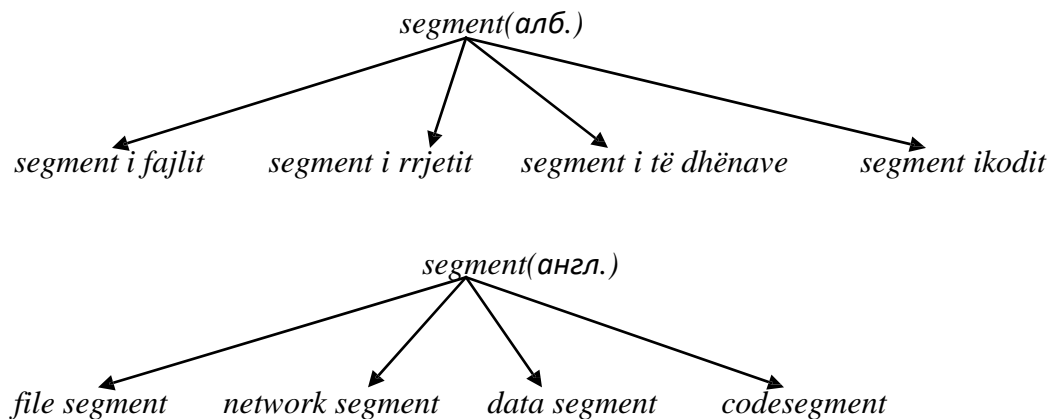 segment(алб.)
segment i fajlit segment i rrjetit segment i të dhënave segment ikodit
segment(англ.)
file segment network segment data segment codesegment